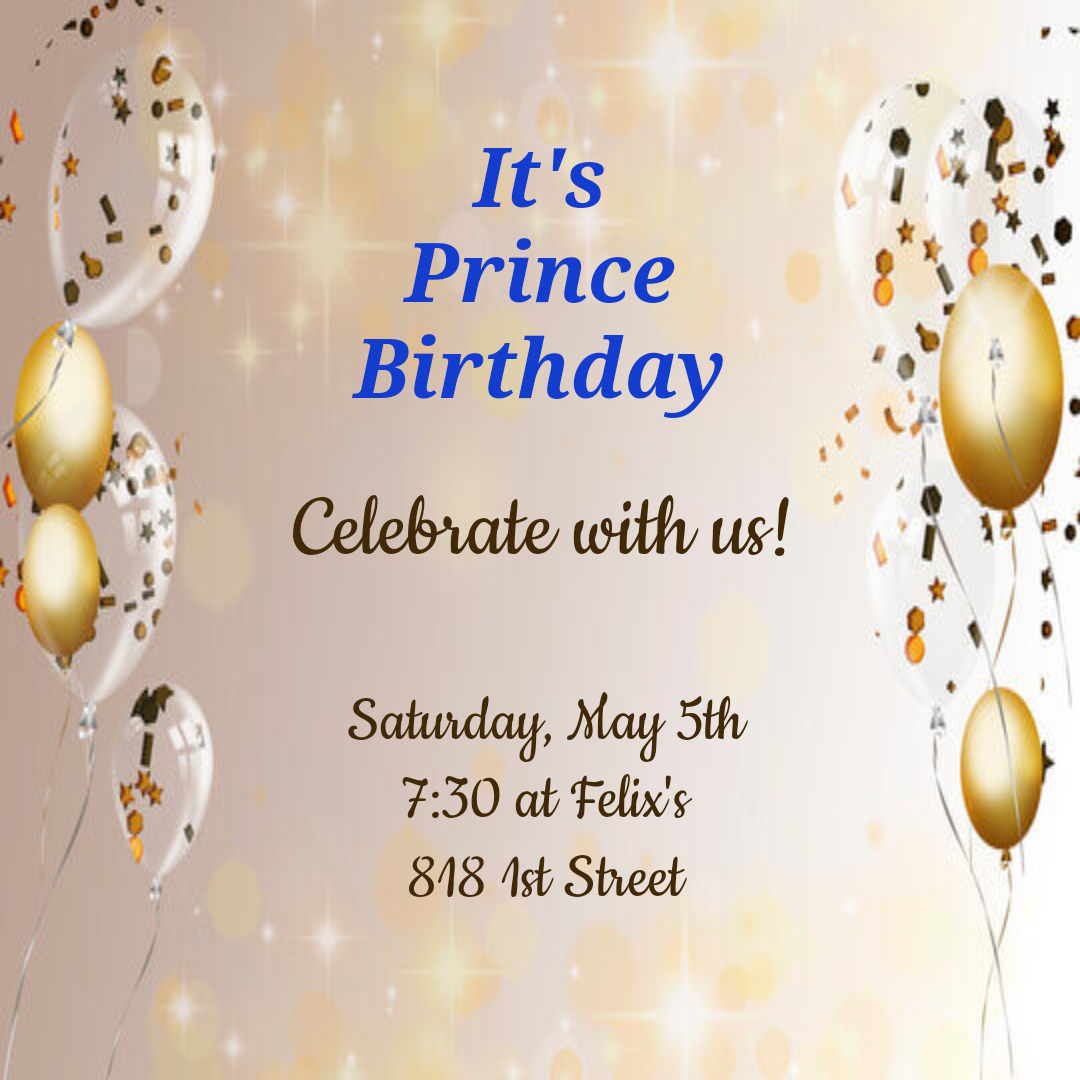 It's
Prince
Birthday
Celebrate with us!
Saturday, May 5th
7:30 at Felix's
818 1st Street